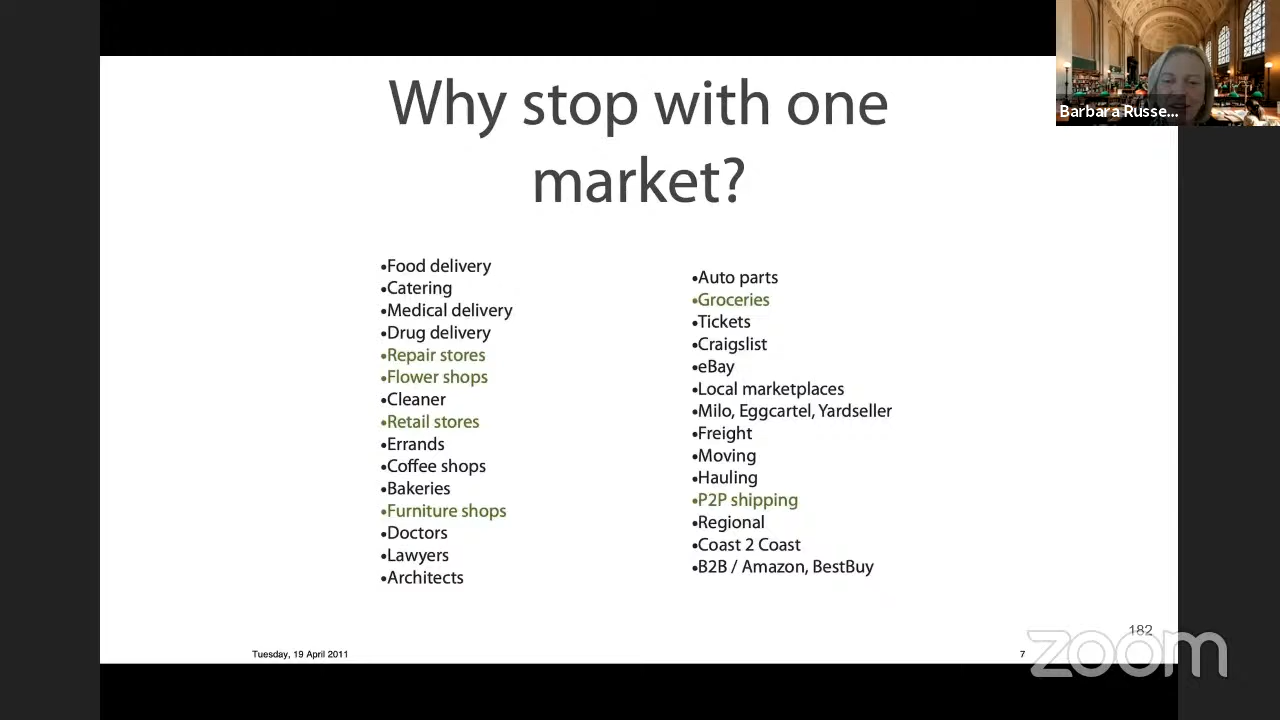 Why stop with one
market?
•Food delivery
•Catering
•Medical delivery
•Drug delivery
•Repair stores
•Flower shops
•Cleaner
•Retail stores
•Errands
•Coffee shops
•Bakeries
•Furniture shops
•Doctors
•Lawyers
•Architects
•Auto parts
•Groceries
•Tickets
•Craigslist
•eBay
•Local marketplaces
•Milo, Eggcartel, Yardseller
•Freight
•Moving
•Hauling
•P2P shipping
•Regional
•Coast 2 Coast
•B2B / Amazon, BestBuy
Tuesday, 19 April 2011
7
182
zoom
Barbara Russe...